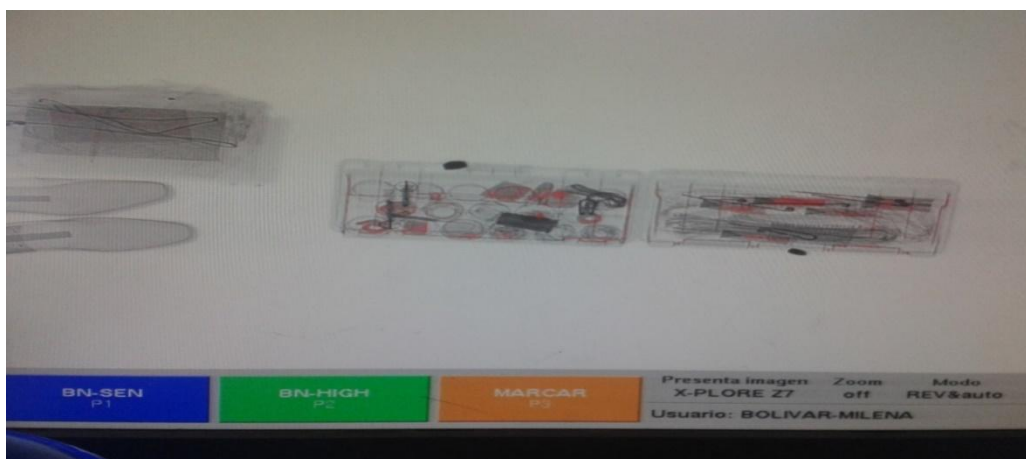 BN-SEN
P1
BN-HIGH
P2
MARCAR
P3
Presenta imagen
X-PLORE Z7
Zoom
off
Modo
REV&auto
Usuario: BOLIVAR-MILENA